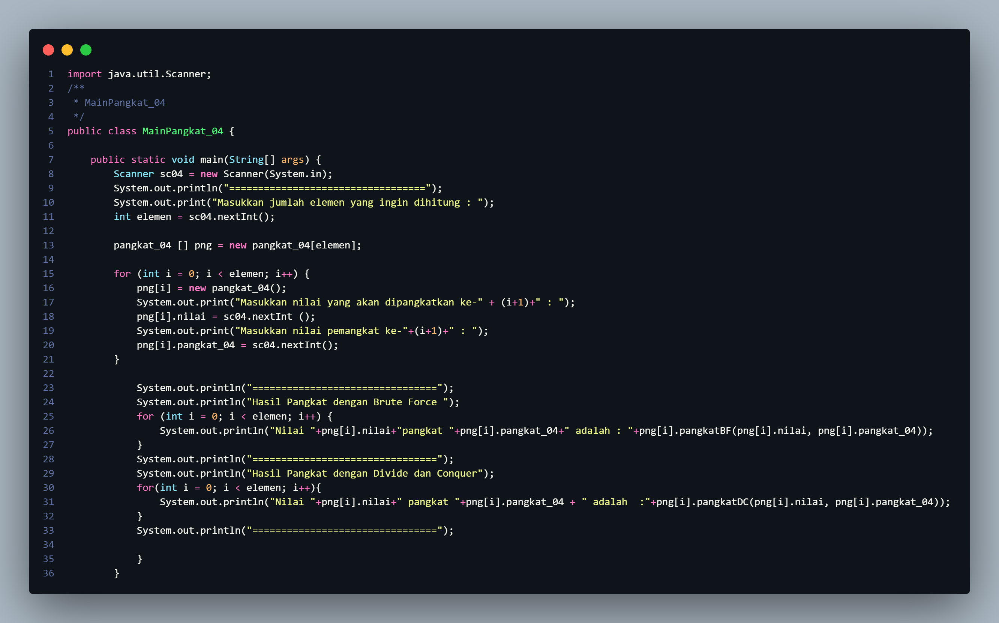 1 import java.util.Scanner;
2 /**
3  * MainPangkat_04
4  */
5 public class MainPangkat_04 {
6
7     public static void main(String[] args) {
8         Scanner sc04 = new Scanner(System.in);
9         System.out.println("==================================");
10         System.out.print("Masukkan jumlah elemen yang ingin dihitung : ");
11         int elemen = sc04.nextInt();
12
13         pangkat_04 [] png = new pangkat_04[elemen];
14
15         for (int i = 0; i < elemen; i++) {
16             png[i] = new pangkat_04();
17             System.out.print("Masukkan nilai yang akan dipangkatkan ke-" + (i+1)+" : ");
18             png[i].nilai = sc04.nextInt ();
19             System.out.print("Masukkan nilai pemangkat ke-"+(i+1)+" : ");
20             png[i].pangkat_04 = sc04.nextInt();
21         }
22
23             System.out.println("================================");
24             System.out.println("Hasil Pangkat dengan Brute Force ");
25             for (int i = 0; i < elemen; i++) {
26                 System.out.println("Nilai "+png[i].nilai+"pangkat "+png[i].pangkat_04+" adalah : "+png[i].pangkatBF(png[i].nilai, png[i].pangkat_04));
27             }
28             System.out.println("================================");
29             System.out.println("Hasil Pangkat dengan Divide dan Conquer");
30             for(int i = 0; i < elemen; i++){
31                 System.out.println("Nilai "+png[i].nilai+" pangkat "+png[i].pangkat_04 + " adalah  :"+png[i].pangkatDC(png[i].nilai, png[i].pangkat_04));
32             }
33             System.out.println("================================");
34
35             }
36         }